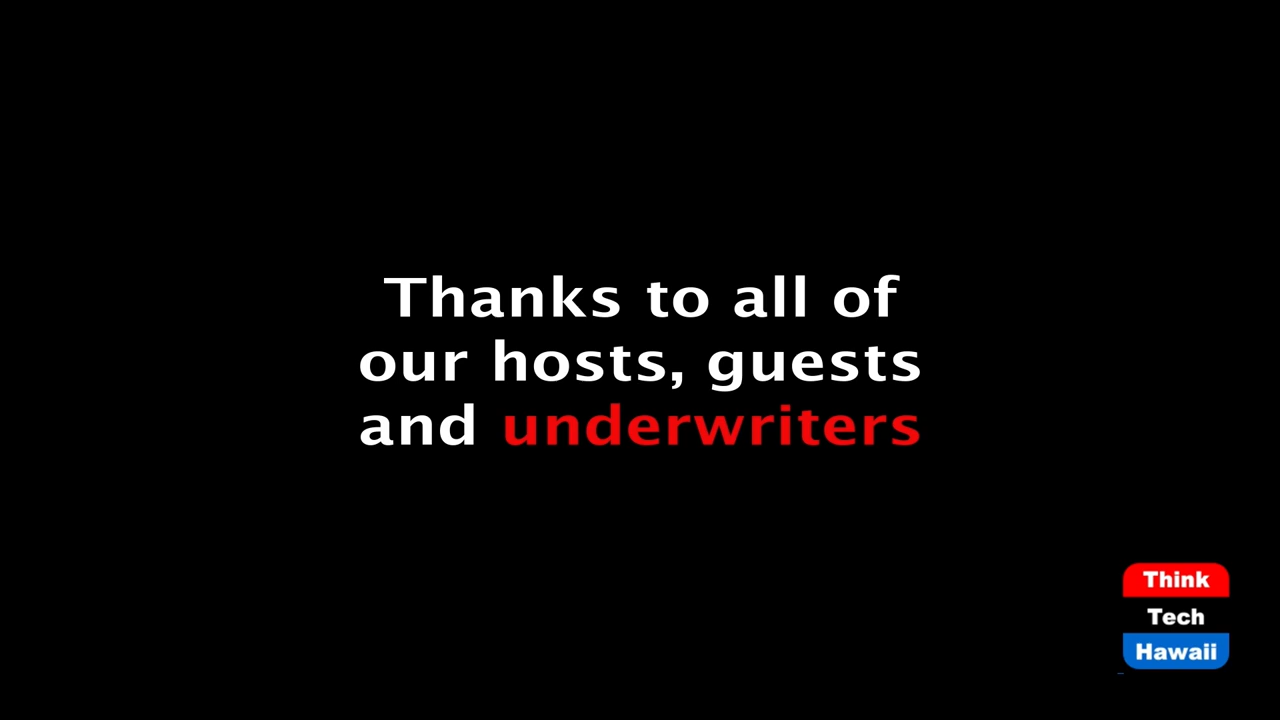 Thanks to all of
our hosts, guests
and underwriters
Think
Tech
Hawaii